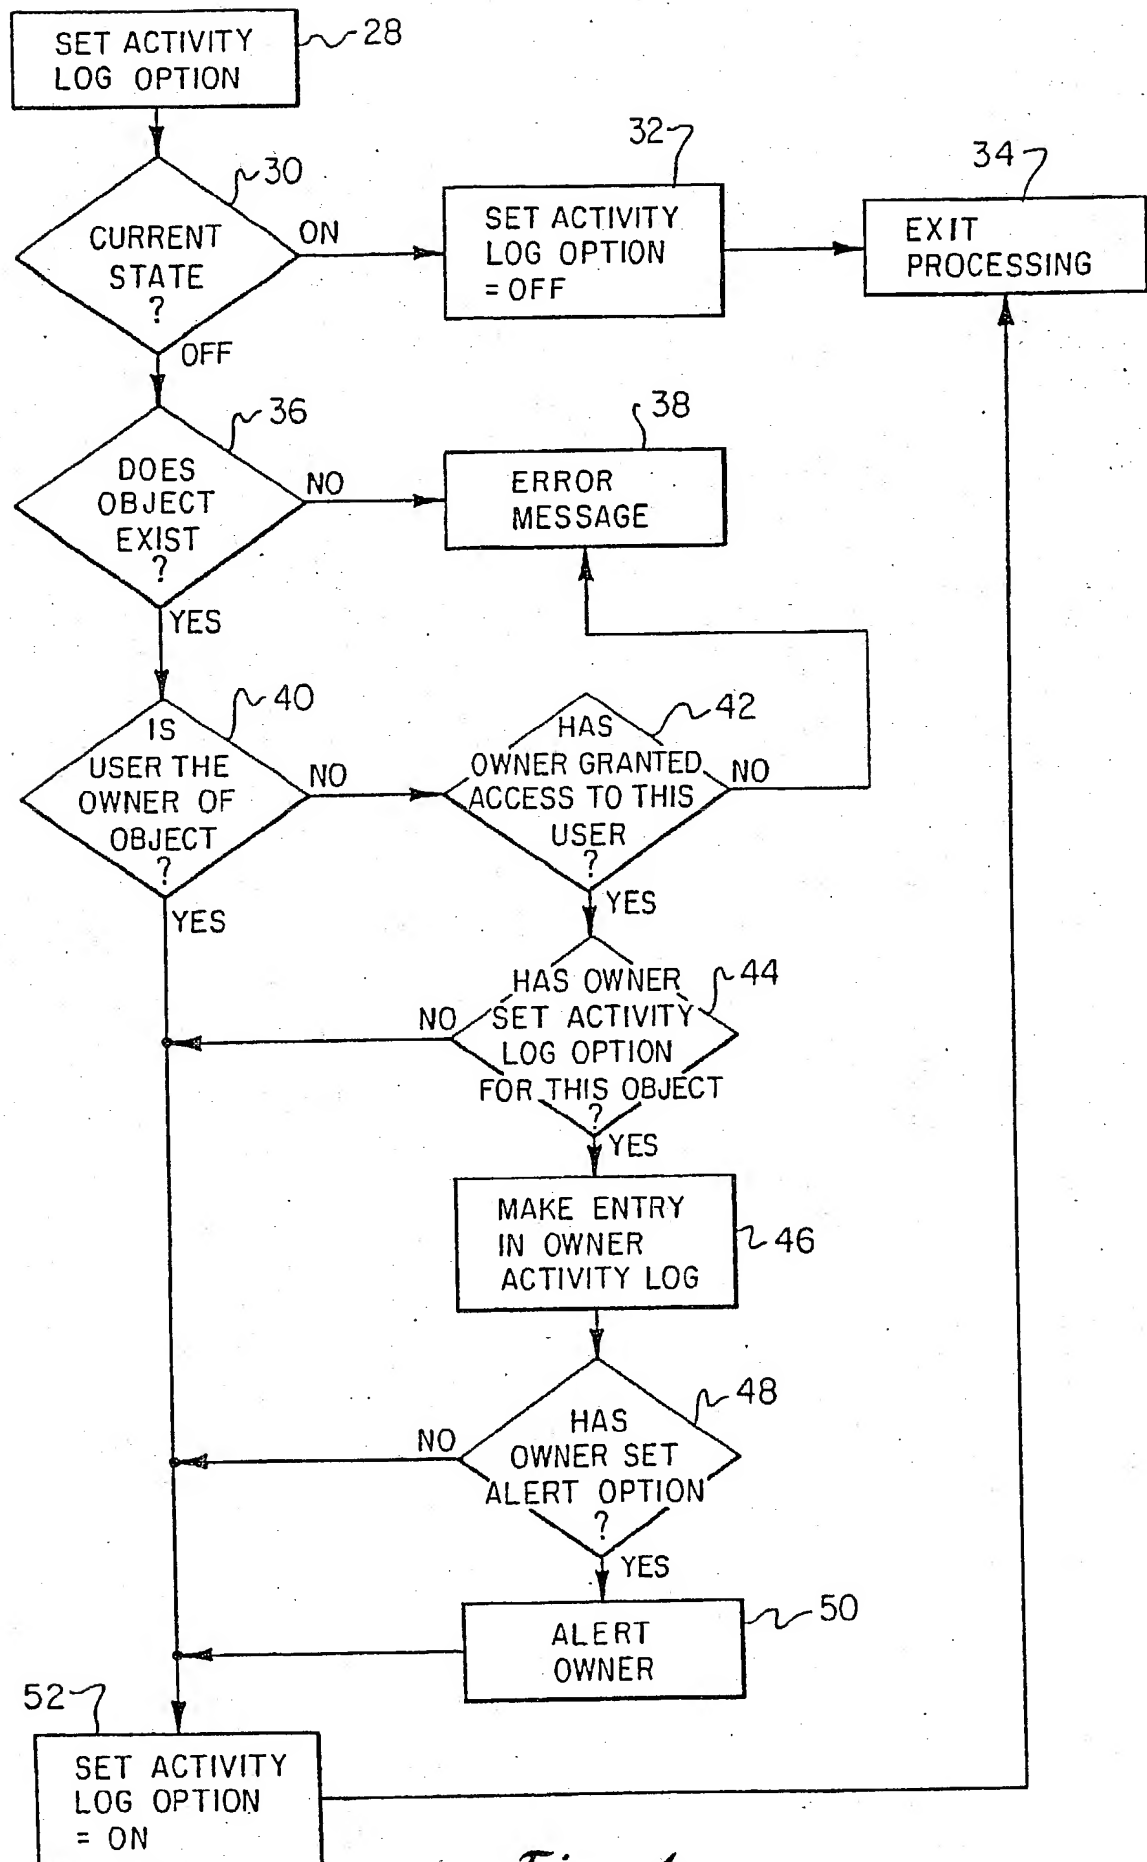 SET ACTIVITY
LOG OPTION
28
30
CURRENT
STATE
?
ON
OFF
32
SET ACTIVITY
LOG OPTION
= OFF
34
EXIT
PROCESSING
36
DOES
OBJECT
EXIST
?
NO
YES
38
ERROR
MESSAGE
40
IS
USER THE
OWNER OF
OBJECT
?
NO
YES
42
HAS
OWNER GRANTED
ACCESS TO THIS
USER
?
NO
YES
44
HAS OWNER
SET ACTIVITY
LOG OPTION
FOR THIS OBJECT
?
NO
YES
MAKE ENTRY
IN OWNER
ACTIVITY LOG
46
48
HAS
OWNER SET
ALERT OPTION
?
NO
YES
50
ALERT
OWNER
52
SET ACTIVITY
LOG OPTION
= ON